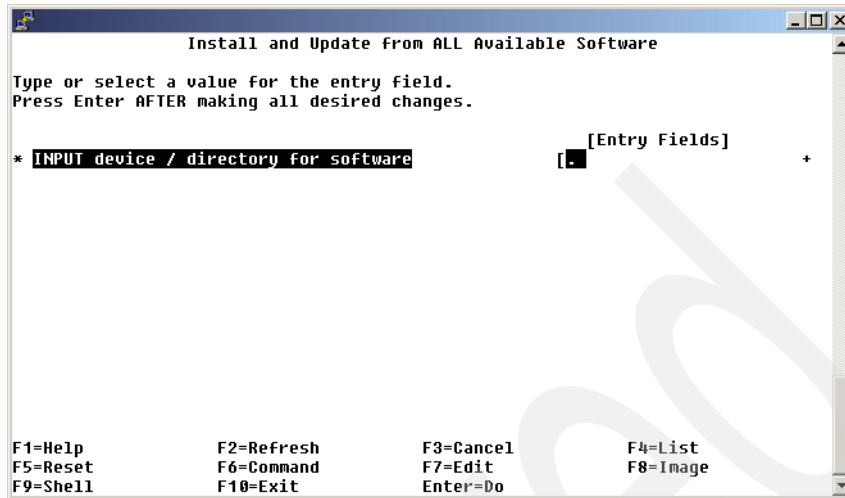 Install and Update from ALL Available Software
Type or select a value for the entry field.
Press Enter AFTER making all desired changes.
[Entry Fields]
* INPUT device / directory for software [. +
F1=Help F2=Refresh F3=Cancel F4=List
F5=Reset F6=Command F7=Edit F8=Image
F9=Shell F10=Exit Enter=Do